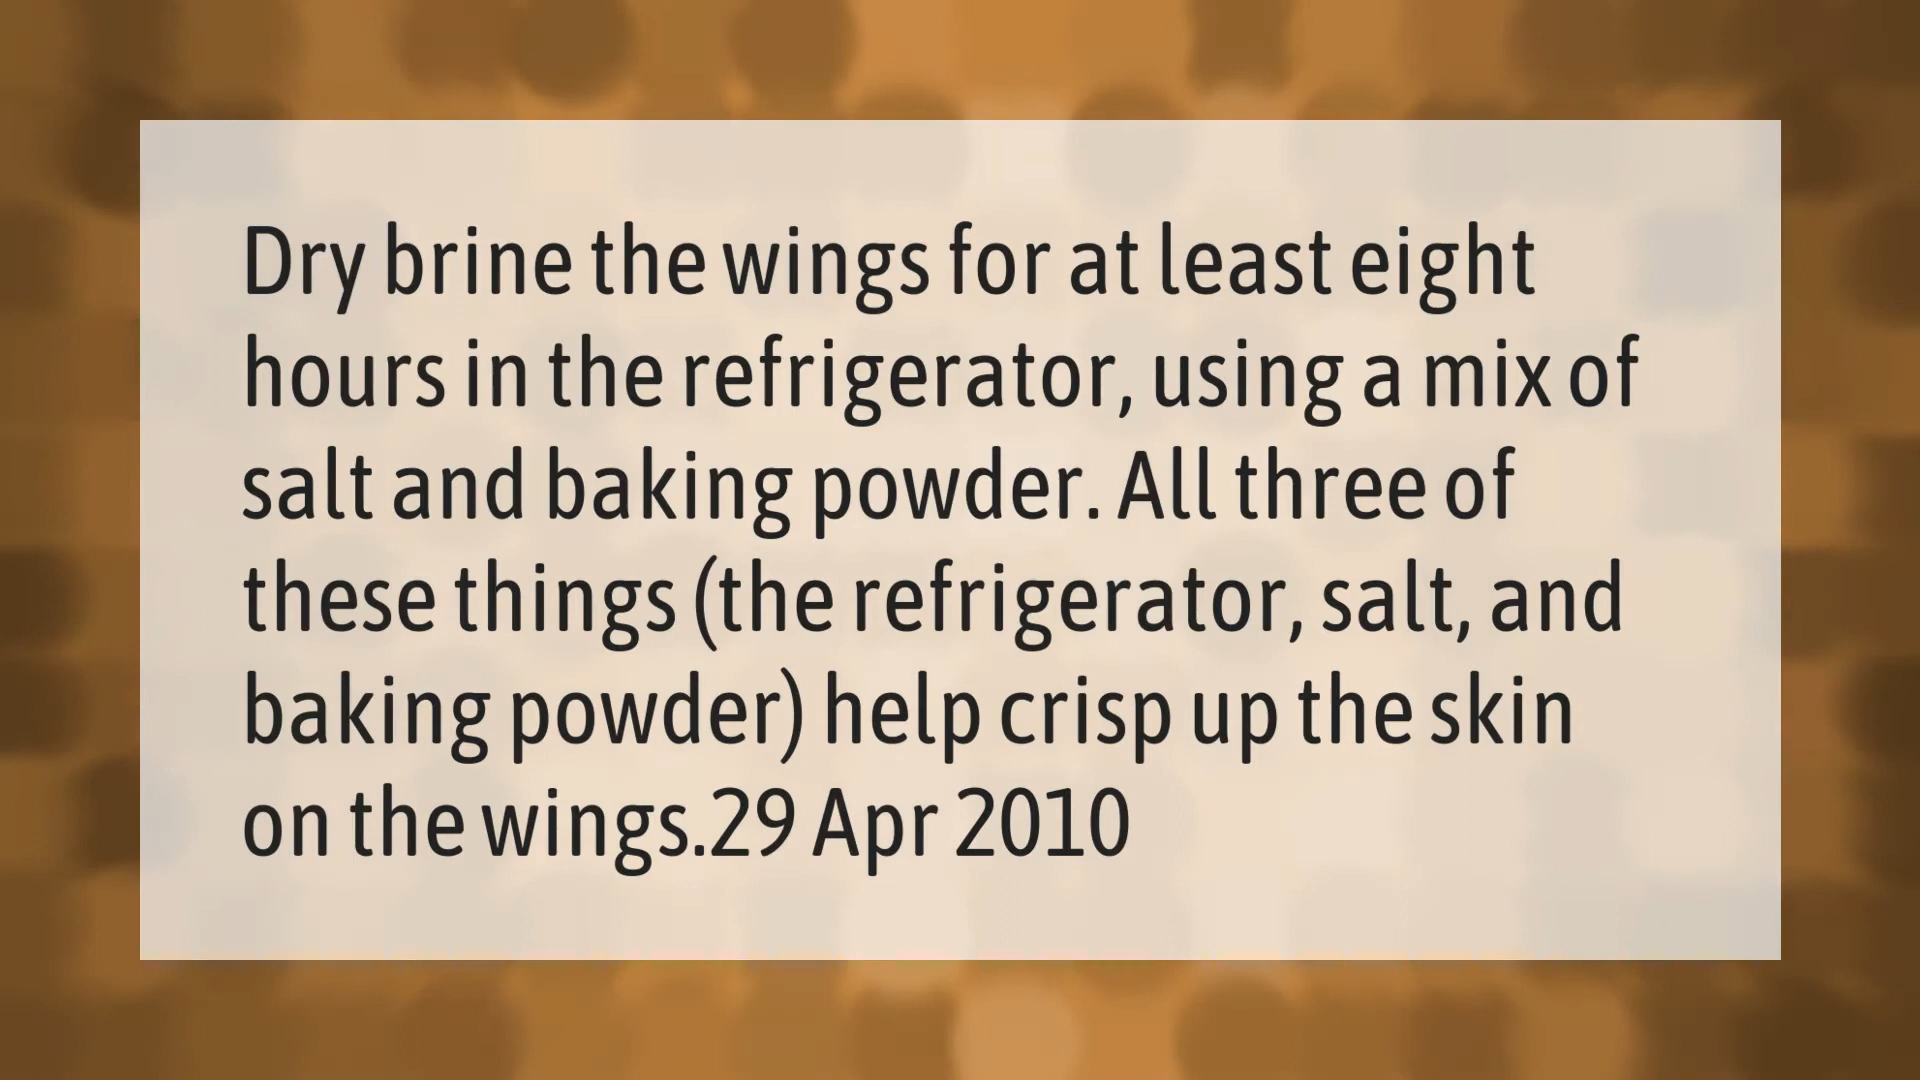 Dry brine the wings for at least eight
hours in the refrigerator, using a mix of
salt and baking powder. All three of
these things (the refrigerator, salt, and
baking powder) help crisp up the skin
on the wings.29 Apr 2010